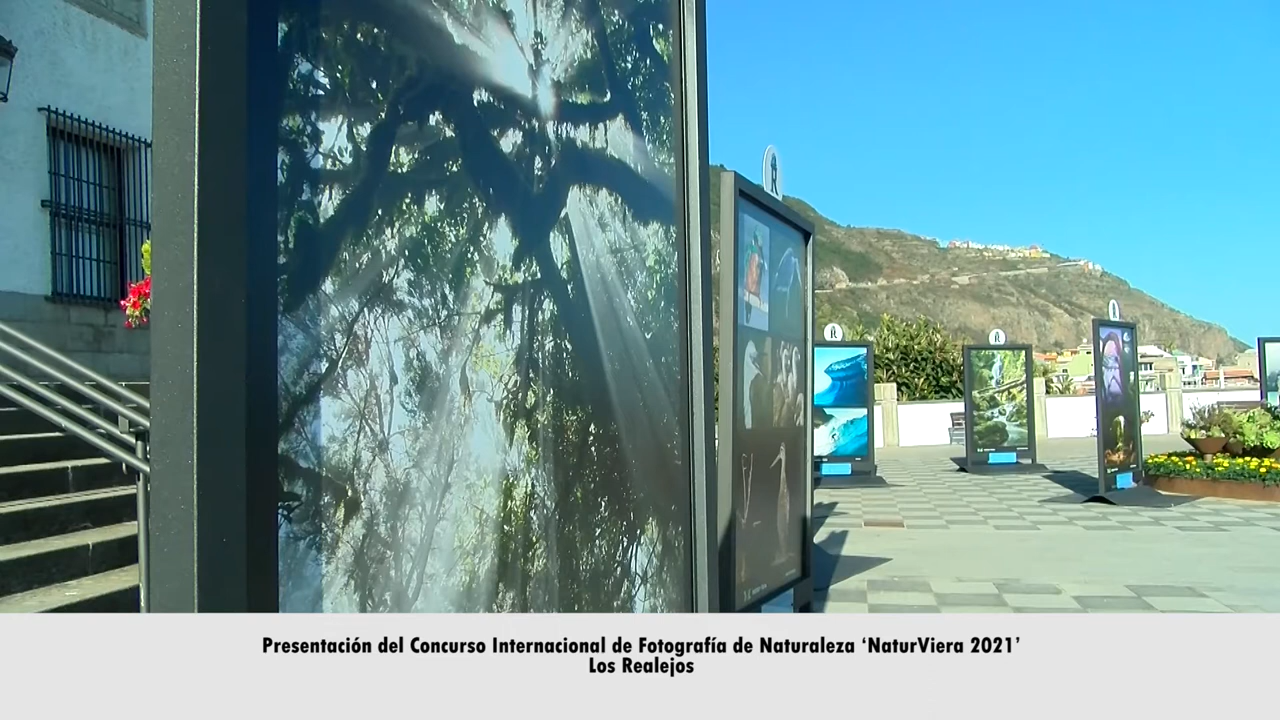 Presentación del Concurso Internacional de Fotografía de Naturaleza ‘NaturViera 2021’
Los Realejos